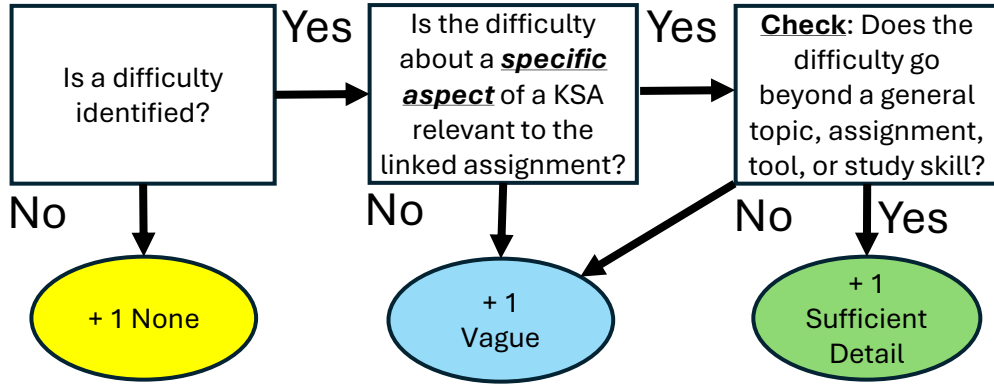 Is a difficulty
identified?
Yes
Is the difficulty
about a specific
aspect of a KSA
relevant to the
linked assignment?
Yes
Check: Does the
difficulty go
beyond a general
topic, assignment,
tool, or study skill?
No
No
No
Yes
+ 1 None
+ 1
Vague
+ 1
Sufficient
Detail